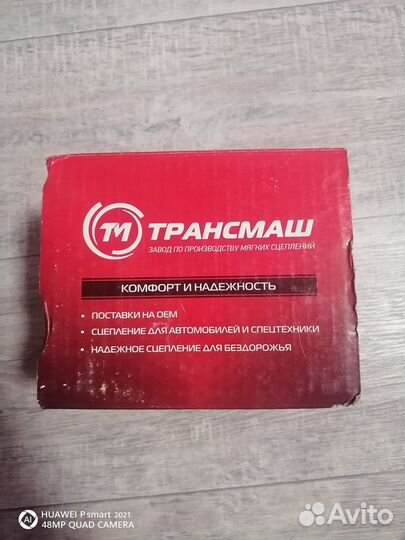 ТМ ТРАНСМАШ
ЗАВОД ПО ПРОИЗВОДСТВУ МЯГКИХ СЦЕПЛЕНИЙ
КОМФОРТ И НАДЕЖНОСТЬ
• ПОСТАВКИ НА ОЕМ
• СЦЕПЛЕНИЕ ДЛЯ АВТОМОБИЛЕЙ И СПЕЦТЕХНИКИ
• НАДЕЖНОЕ СЦЕПЛЕНИЕ ДЛЯ БЕЗДОРОЖЬЯ
AI HUAWEI P smart 2021
48MP QUAD CAMERA
Avito